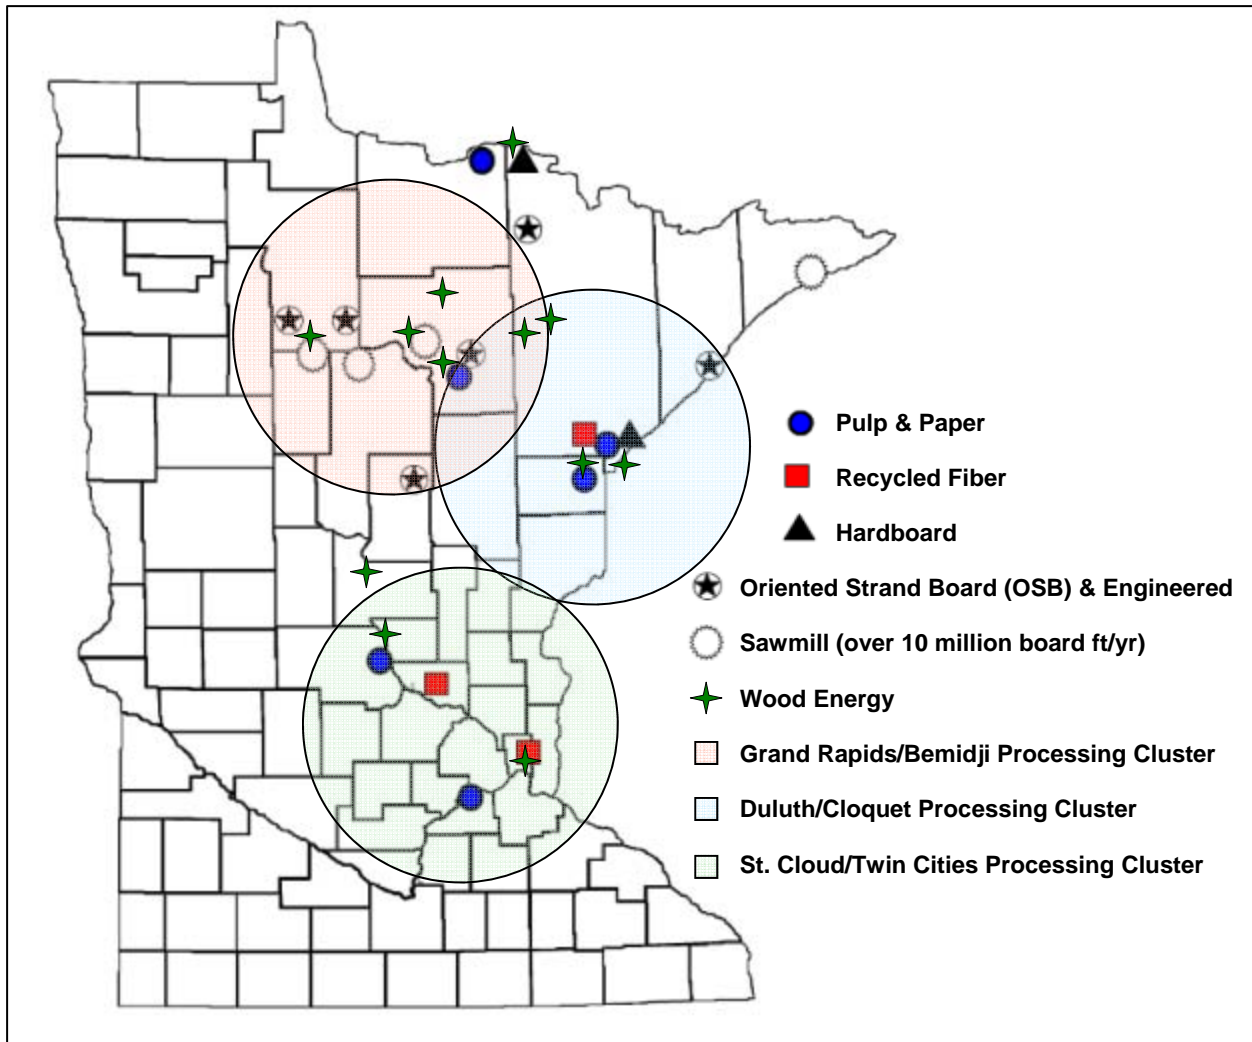 Pulp & Paper
Recycled Fiber
Hardboard
Oriented Strand Board (OSB) & Engineered
Sawmill (over 10 million board ft/yr)
Wood Energy
Grand Rapids/Bemidji Processing Cluster
Duluth/Cloquet Processing Cluster
St. Cloud/Twin Cities Processing Cluster